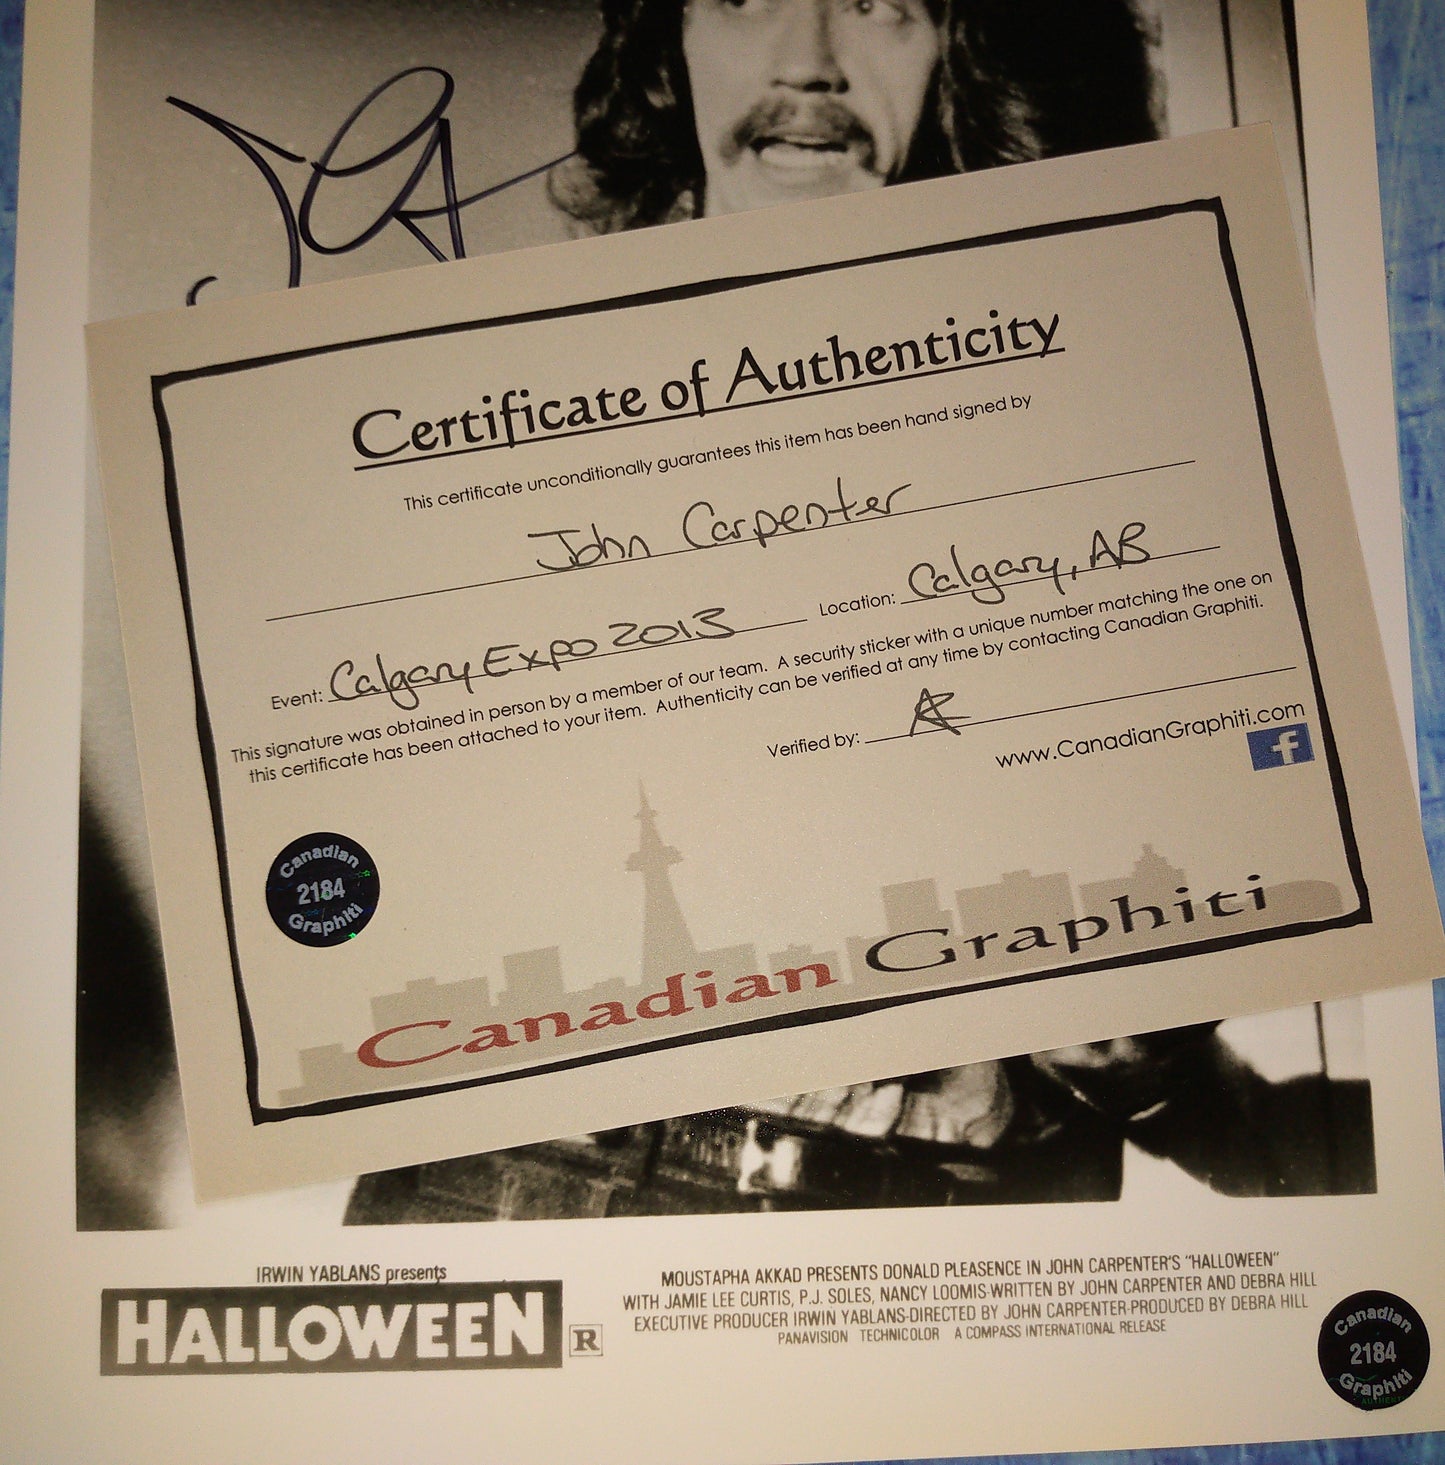 Certificate of Authenticity
This certificate unconditionally guarantees this item has been hand signed by
John Carpenter
Event: Calgary Expo 2013 Location: Calgary, AB
This signature was obtained in person by a member of our team. A security sticker with a unique number matching the one on
this certificate has been attached to your item. Authenticity can be verified at any time by contacting Canadian Graphiti.
Verified by:
www.CanadianGraphiti.com
f
Canadian
2184
Graphiti
Canadian Graphiti
IRWIN YABLANS presents
HALLOWEEN
R
MOUSTAPHA AKKAD PRESENTS DONALD PLEASENCE IN JOHN CARPENTER'S "HALLOWEEN"
WITH JAMIE LEE CURTIS, P.J. SOLES, NANCY LOOMIS-WRITTEN BY JOHN CARPENTER AND DEBRA HILL
EXECUTIVE PRODUCER IRWIN YABLANS-DIRECTED BY JOHN CARPENTER-PRODUCED BY DEBRA HILL
PANAVISION TECHNICOLOR A COMPASS INTERNATIONAL RELEASE
Canadian
2184
Graphiti